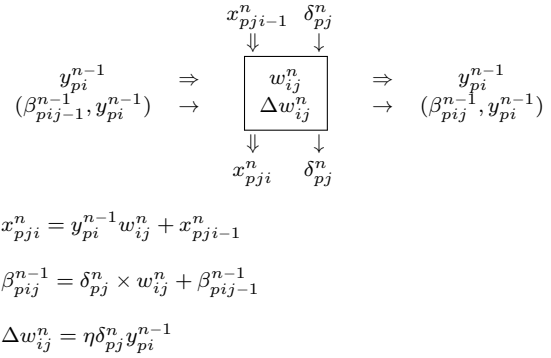 x^n_{pji−1} δ^n_{pj}
⇓ ↓
y^{n−1}_{pi} ⇒ w^n_{ij} ⇒ y^{n−1}_{pi}
(β^{n−1}_{pij−1}, y^{n−1}_{pi}) → Δw^n_{ij} → (β^{n−1}_{pij}, y^{n−1}_{pi})
⇓ ↓
x^n_{pji} δ^n_{pj}
x^n_{pji} = y^{n−1}_{pi} w^n_{ij} + x^n_{pji−1}
β^{n−1}_{pij} = δ^n_{pj} × w^n_{ij} + β^{n−1}_{pij−1}
Δw^n_{ij} = ηδ^n_{pj} y^{n−1}_{pi}